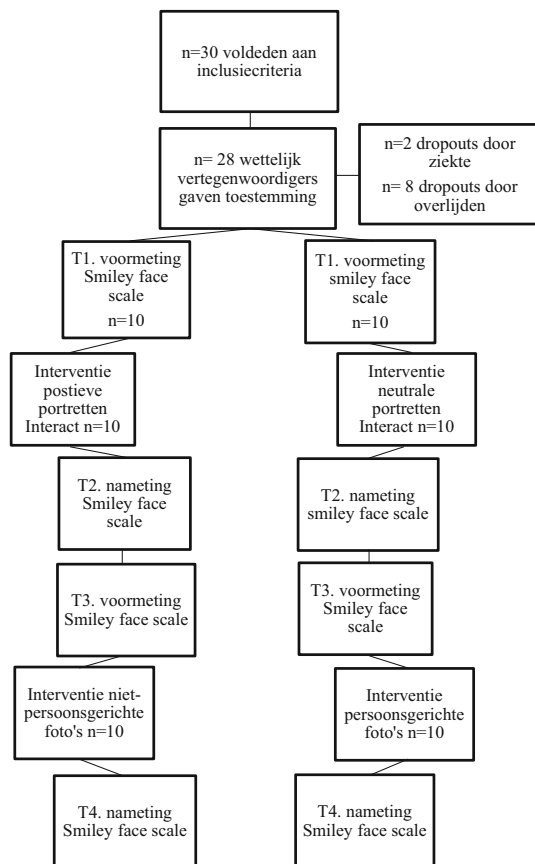 n=30 voldeden aan
inclusiecriteria
n= 28 wettelijk
vertegenwoordigers
gaven toestemming
n=2 dropouts door
ziekte
n= 8 dropouts door
overlijden
T1. voormeting
Smiley face
scale
n=10
T1. voormeting
smiley face
scale
n=10
Interventie
postieve
portretten
Interact n=10
Interventie
neutrale
portretten
Interact n=10
T2. nameting
Smiley face
scale
T2. nameting
smiley face scale
T3. voormeting
Smiley face scale
T3. voormeting
Smiley face
scale
Interventie niet-
persoonsgerichte
foto's n=10
Interventie
persoonsgerichte
foto's n=10
T4. nameting
Smiley face scale
T4. nameting
Smiley face scale